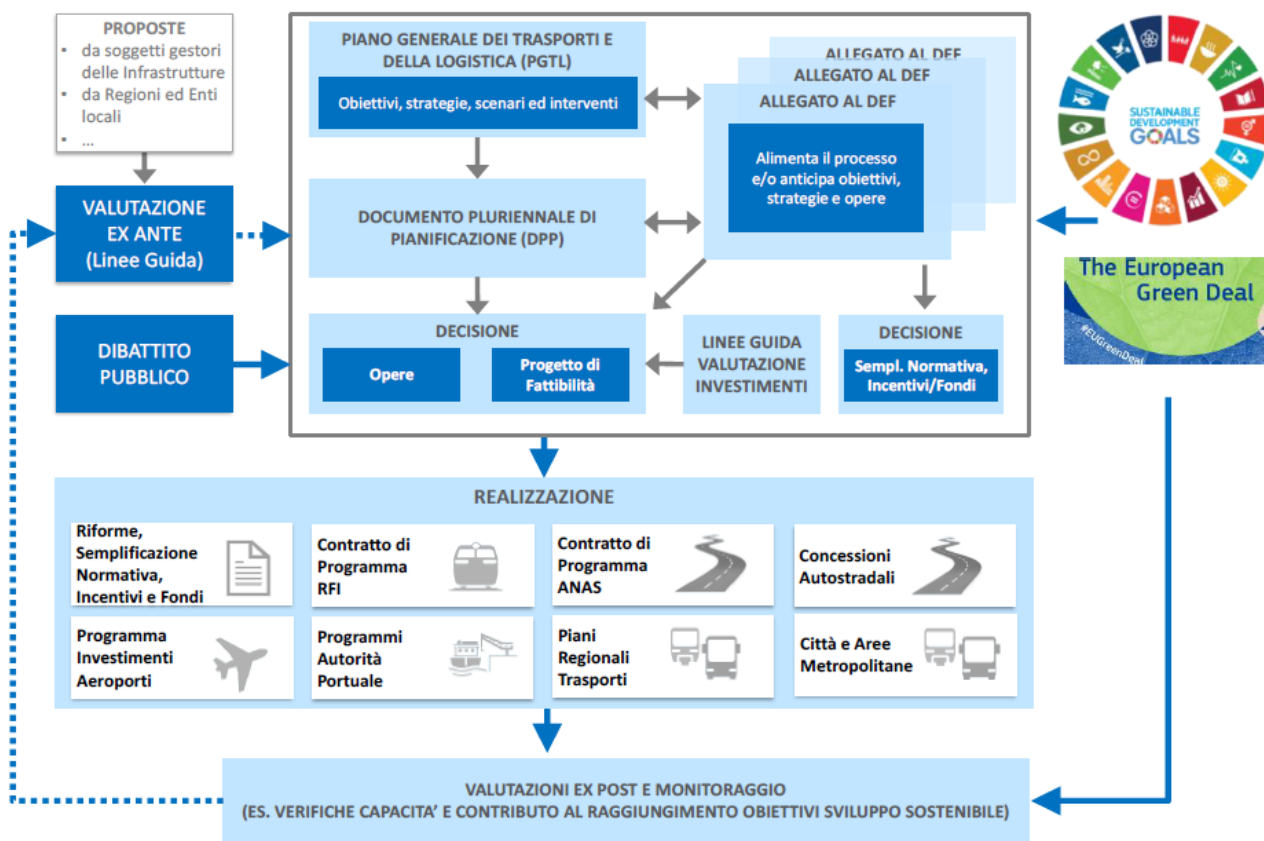 PROPOSTE
• da soggetti gestori
delle Infrastrutture
• da Regioni ed Enti
locali
• ...
VALUTAZIONE
EX ANTE
(Linee Guida)
DIBATTITO
PUBBLICO
PIANO GENERALE DEI TRASPORTI E
DELLA LOGISTICA (PGTL)
Obiettivi, strategie, scenari ed interventi
ALLEGATO AL DEF
ALLEGATO AL DEF
ALLEGATO AL DEF
Alimenta il processo
e/o anticipa obiettivi,
strategie e opere
DOCUMENTO PLURIENNALE DI
PIANIFICAZIONE (DPP)
DECISIONE
Opere
Progetto di
Fattibilità
LINEE GUIDA
VALUTAZIONE
INVESTIMENTI
DECISIONE
Sempl. Normativa,
Incentivi/Fondi
SUSTAINABLE
DEVELOPMENT
GOALS
The European
Green Deal
#EUGreenDeal
REALIZZAZIONE
Riforme,
Semplificazione
Normativa,
Incentivi e Fondi
Contratto di
Programma
RFI
Contratto di
Programma
ANAS
Concessioni
Autostradali
Programma
Investimenti
Aeroporti
Programmi
Autorità
Portuale
Piani
Regionali
Trasporti
Città e Aree
Metropolitane
VALUTAZIONI EX POST E MONITORAGGIO
(ES. VERIFICHE CAPACITA’ E CONTRIBUTO AL RAGGIUNGIMENTO OBIETTIVI SVILUPPO SOSTENIBILE)